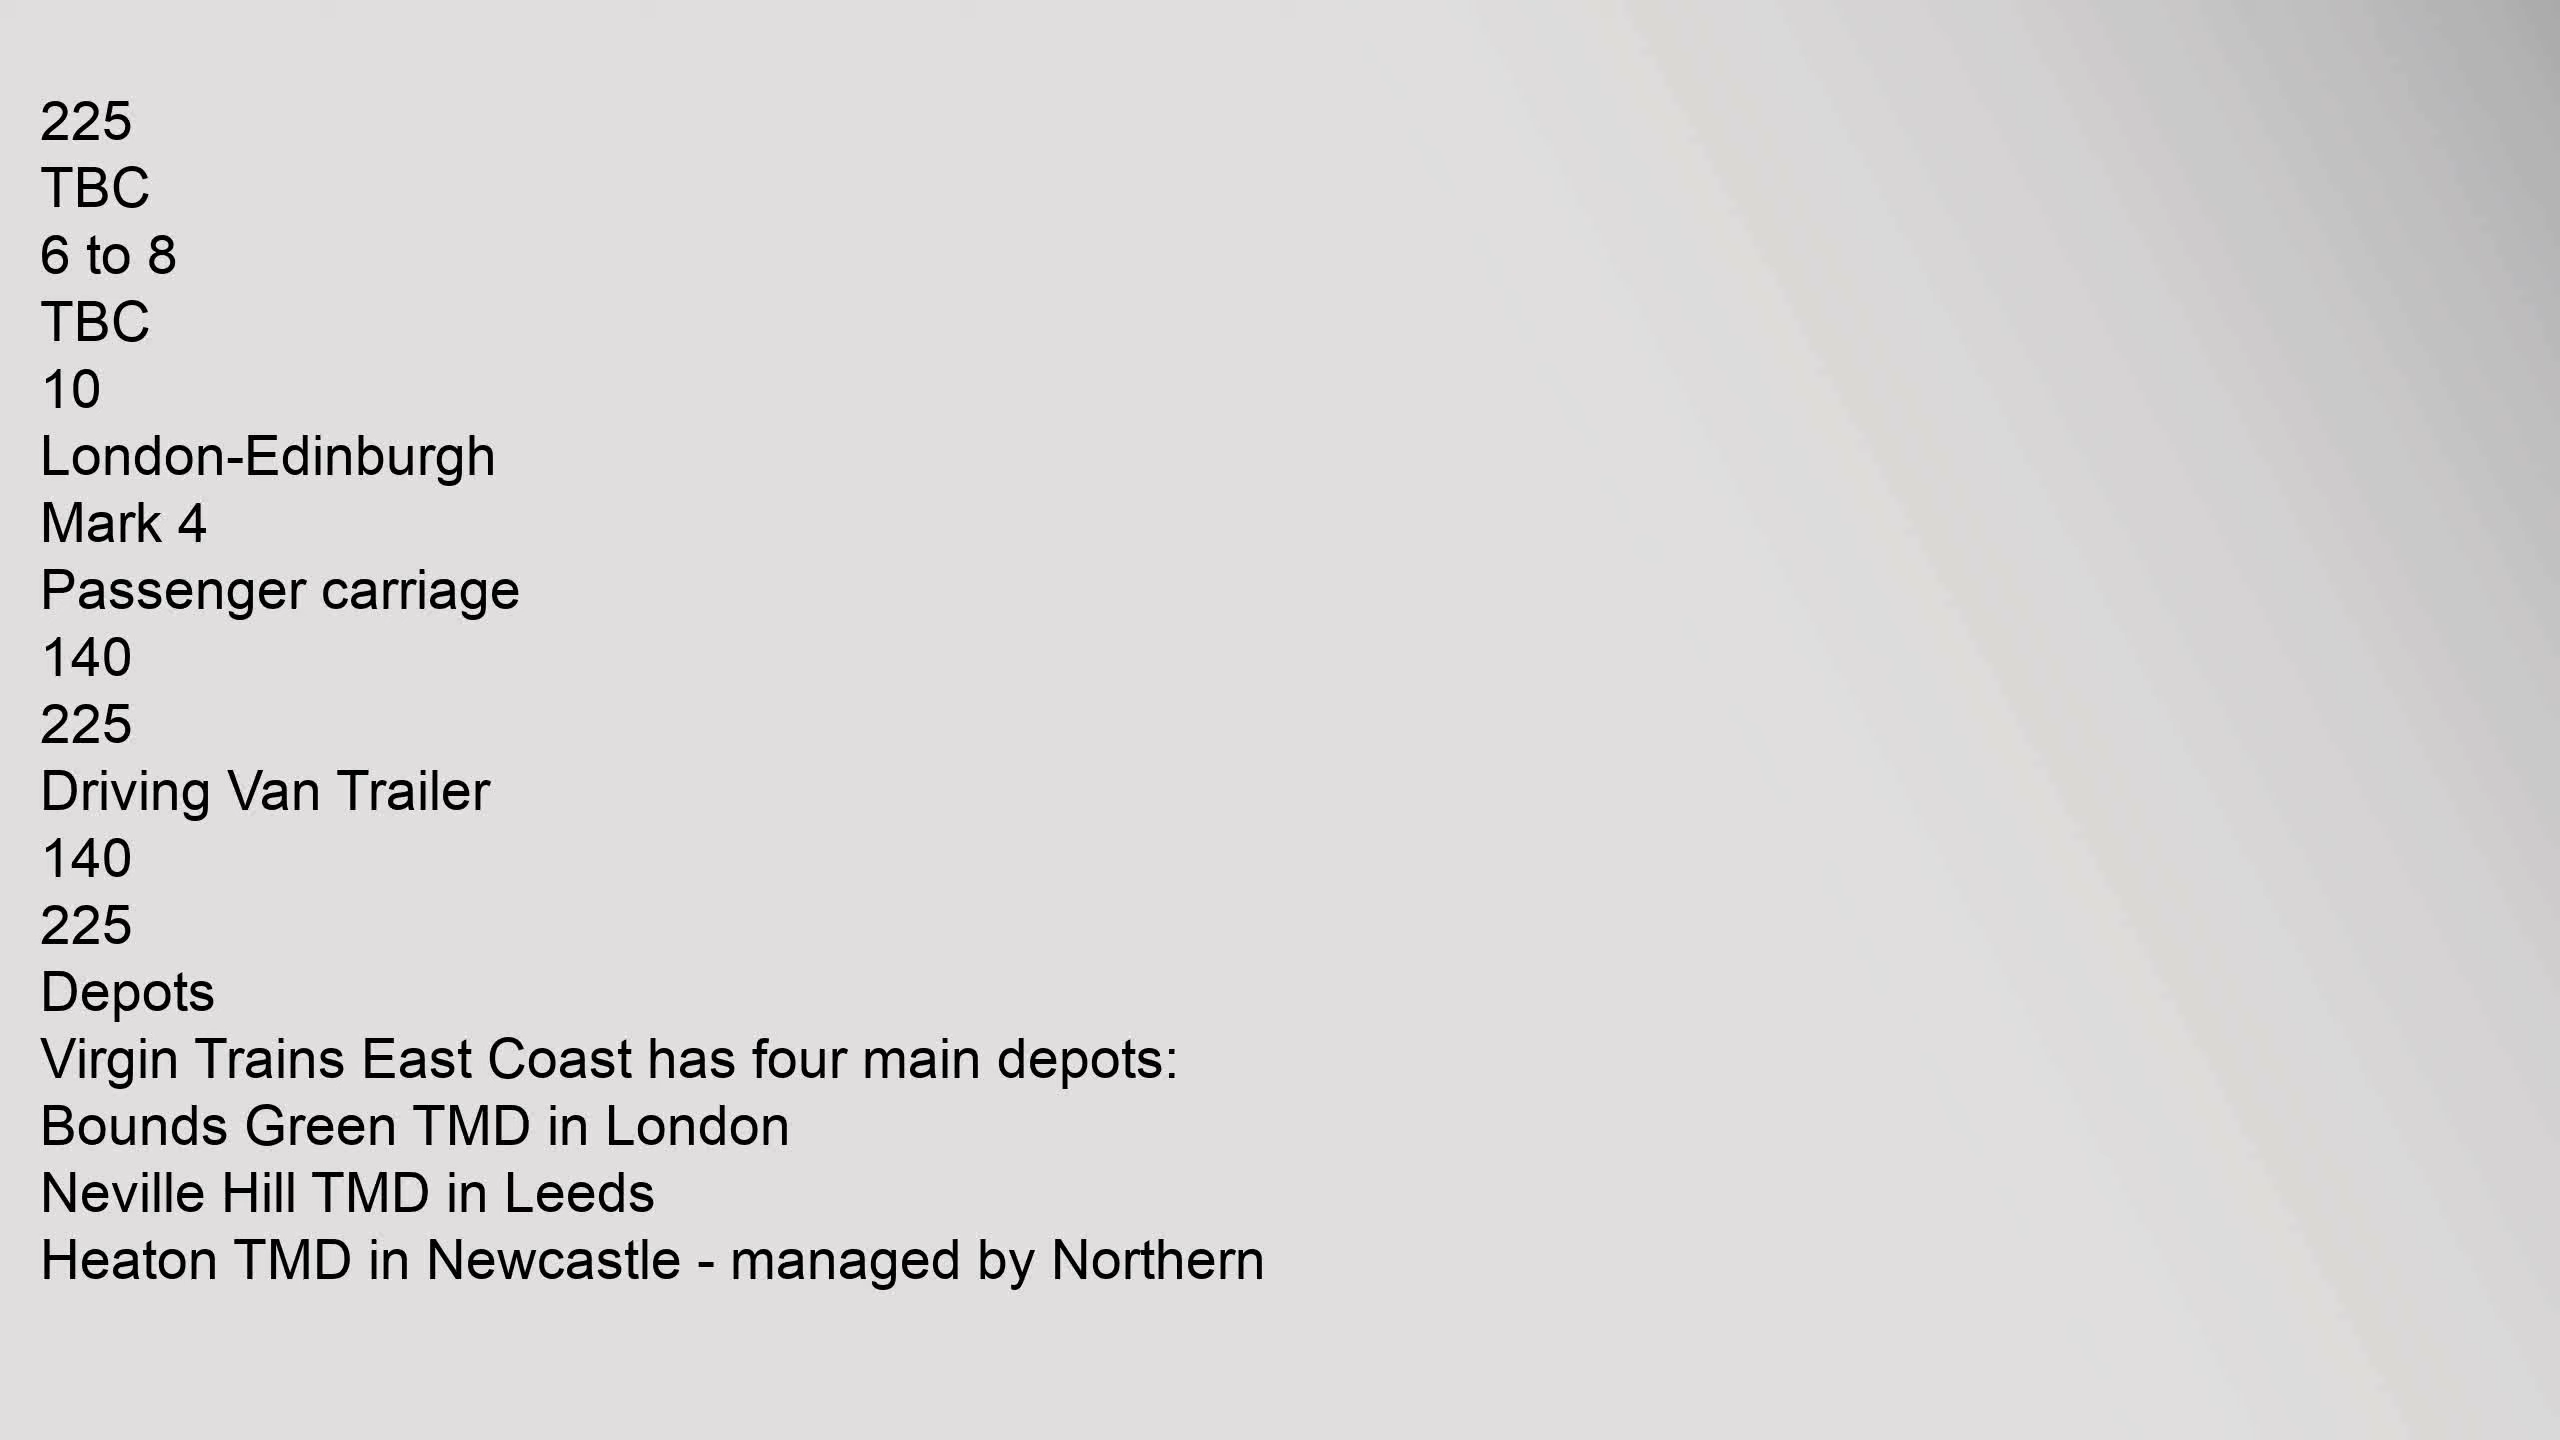 225
TBC
6 to 8
TBC
10
London-Edinburgh
Mark 4
Passenger carriage
140
225
Driving Van Trailer
140
225
Depots
Virgin Trains East Coast has four main depots:
Bounds Green TMD in London
Neville Hill TMD in Leeds
Heaton TMD in Newcastle - managed by Northern